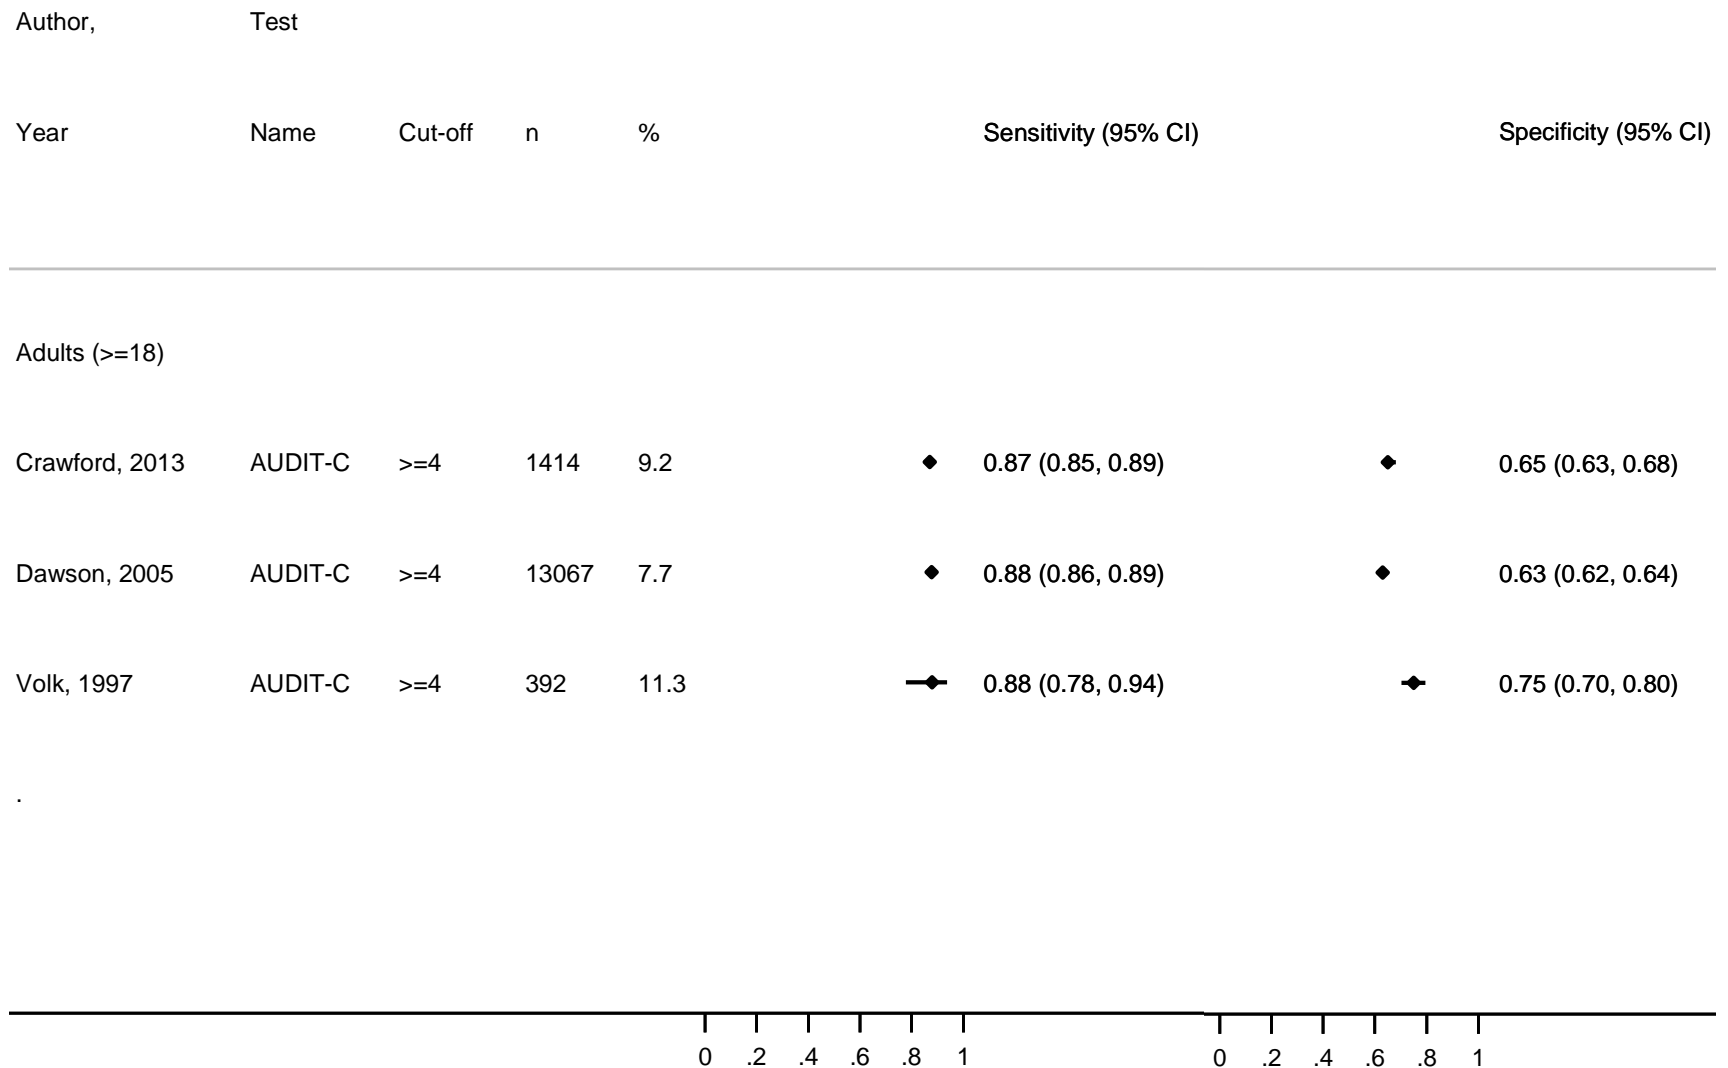 Author, Test
Year Name Cut-off n % Sensitivity (95% CI) Specificity (95% CI)
Adults (>=18)
Crawford, 2013 AUDIT-C >=4 1414 9.2 0.87 (0.85, 0.89) 0.65 (0.63, 0.68)
Dawson, 2005 AUDIT-C >=4 13067 7.7 0.88 (0.86, 0.89) 0.63 (0.62, 0.64)
Volk, 1997 AUDIT-C >=4 392 11.3 0.88 (0.78, 0.94) 0.75 (0.70, 0.80)
.
0 .2 .4 .6 .8 1 0 .2 .4 .6 .8 1